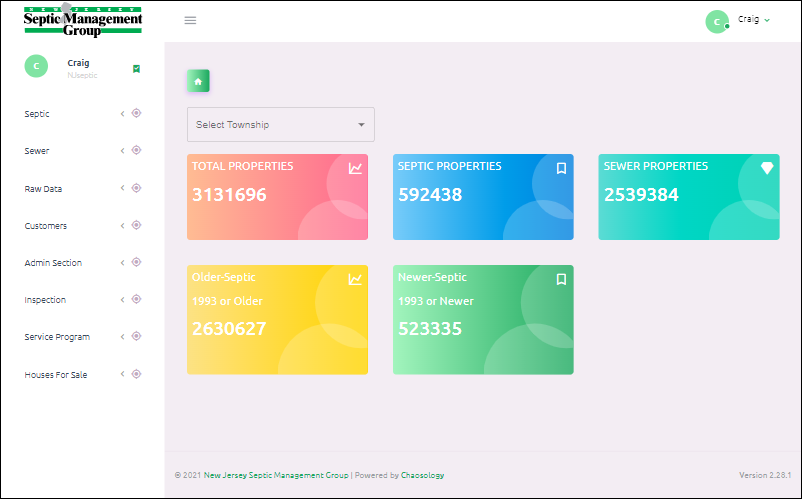 NEW JERSEY
Septic Management
Group
Craig
NJseptic
Septic
Sewer
Raw Data
Customers
Admin Section
Inspection
Service Program
Houses For Sale
C
C
Craig
Select Township
TOTAL PROPERTIES
3131696
SEPTIC PROPERTIES
592438
SEWER PROPERTIES
2539384
Older-Septic
1993 or Older
2630627
Newer-Septic
1993 or Newer
523335
© 2021 New Jersey Septic Management Group | Powered by Chaosology
Version 2.28.1